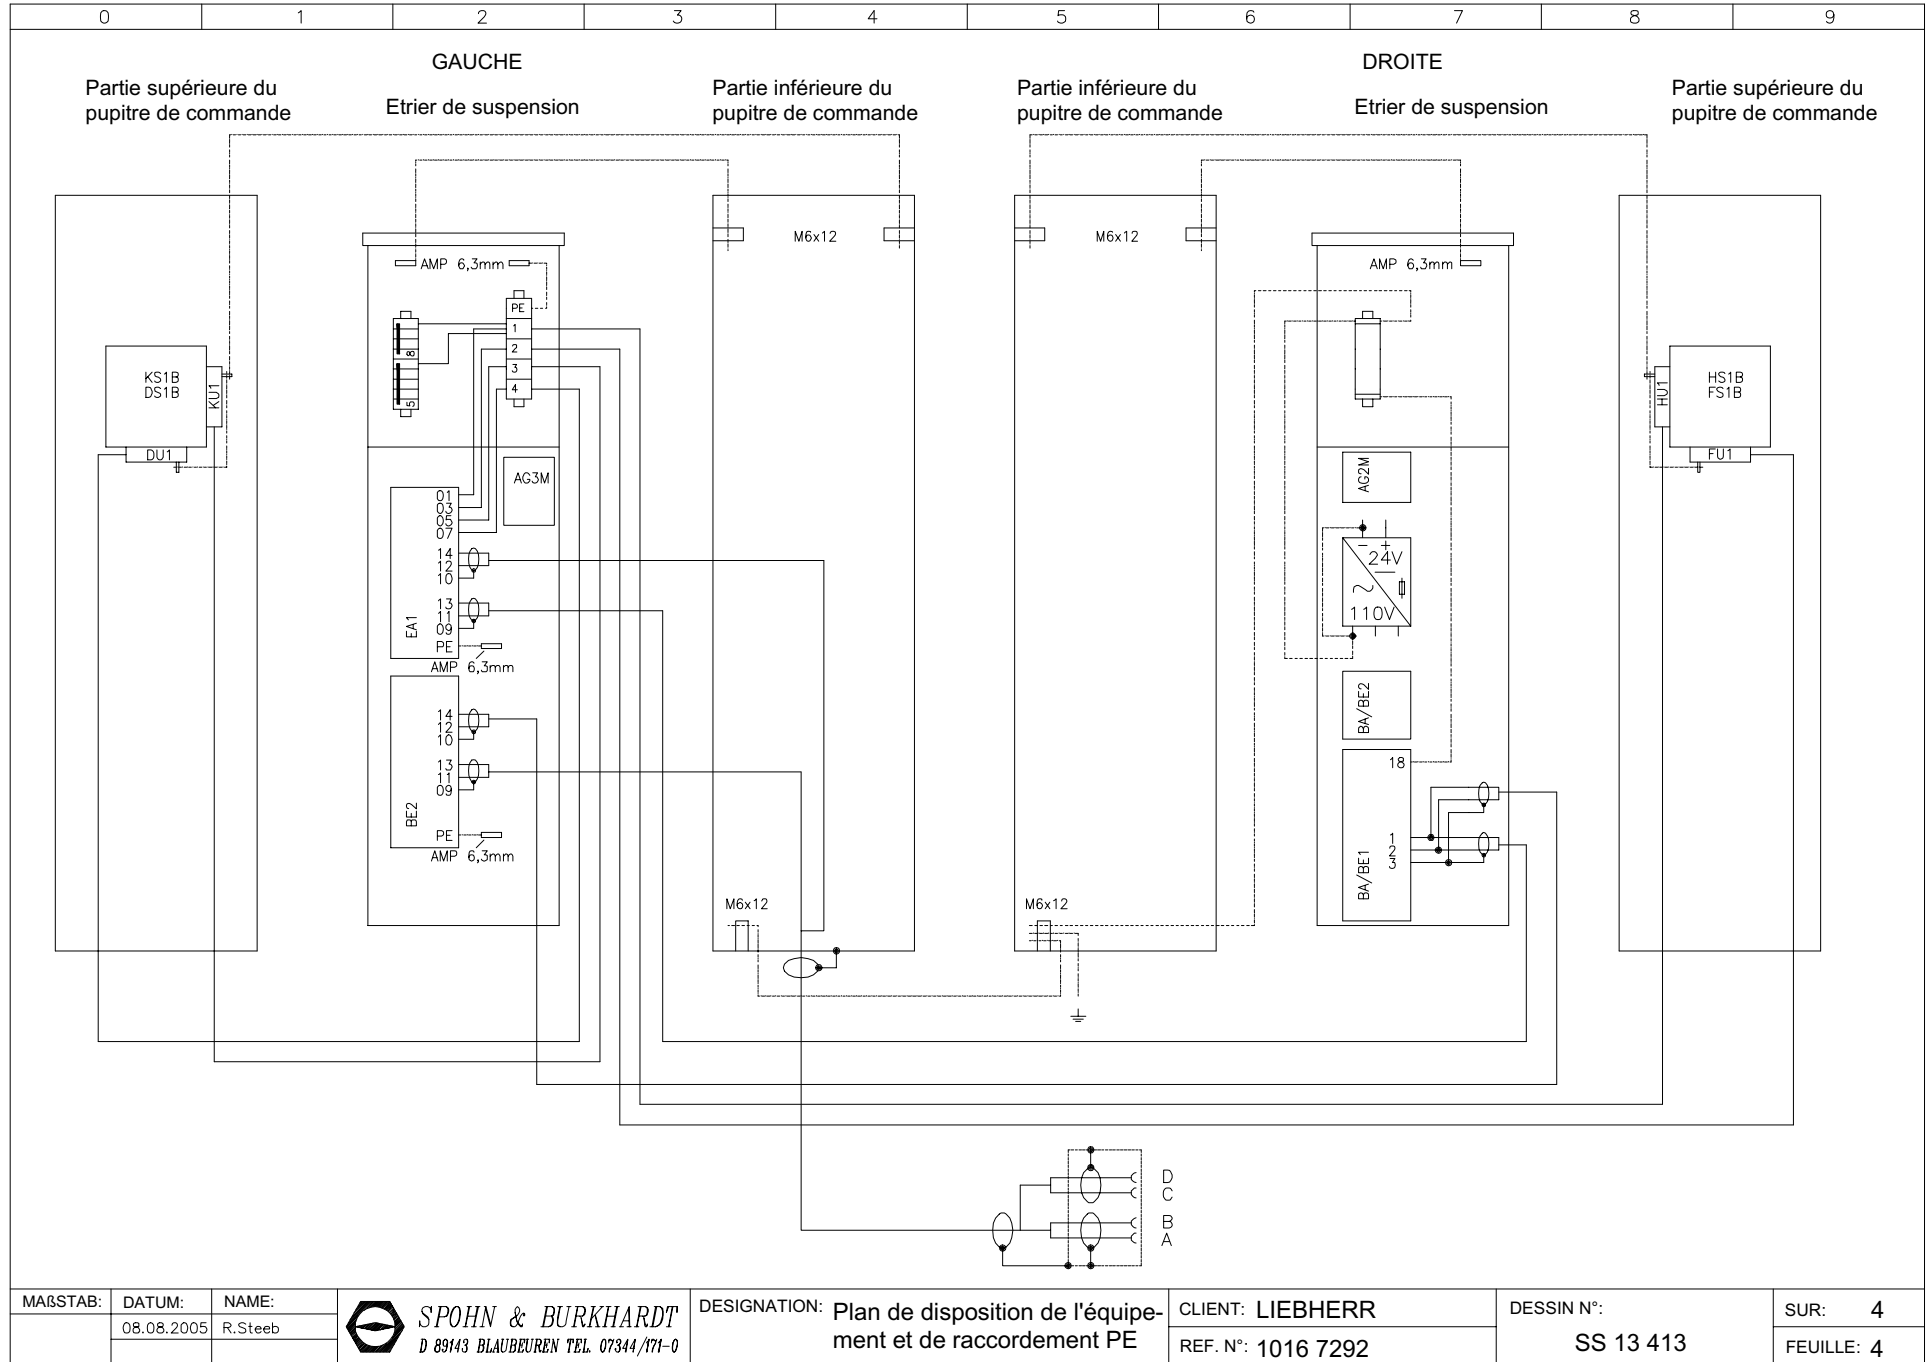 0 1 2 3 4 5 6 7 8 9
GAUCHE
DROITE
Partie supérieure du
pupitre de commande
Etrier de suspension
Partie inférieure du
pupitre de commande
Partie inférieure du
pupitre de commande
Etrier de suspension
Partie supérieure du
pupitre de commande
M6x12
M6x12
AMP 6,3mm
AMP 6,3mm
PE
1
2
3
4
8
5
KS1B
DS1B
KU1
DU1
HS1B
FS1B
HU1
FU1
AG3M
AG2M
01
03
05
07
14
12
10
13
11
09
PE
EA1
AMP 6,3mm
14
12
10
13
11
09
PE
BE2
AMP 6,3mm
- +
24V
110V
BA/BE2
18
1
2
3
BA/BE1
M6x12
M6x12
D
C
B
A
MAßSTAB:
DATUM:
NAME:
08.08.2005
R.Steeb
SPOHN & BURKHARDT
D 89143 BLAUBEUREN TEL. 07344/171-0
DESIGNATION:
Plan de disposition de l'équipe-
ment et de raccordement PE
CLIENT: LIEBHERR
REF. N°: 1016 7292
DESSIN N°:
SS 13 413
SUR: 4
FEUILLE: 4